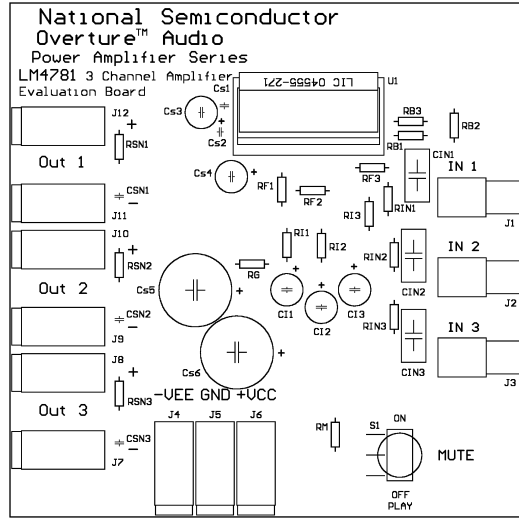 National Semiconductor
Overture™ Audio
Power Amplifier Series
LM4781 3 Channel Amplifier
Evaluation Board
Cs1
LIC 04555-271
U1
J12
+
Cs3
+
Cs2
RB3
RB2
RSN1
RB1
Out 1
Cs4
+
RF3
CIN1
IN 1
RF1
RF2
CSN1
-
RI3
RIN1
J11
J1
J10
+
RI1
RI2
RIN2
IN 2
RSN2
RG
Out 2
Cs5
+
+
+
+
CIN2
CI1
CI3
J2
CSN2
-
CI2
RIN3
IN 3
J9
J8
+
+
Cs6
CIN3
J3
RSN3
-VEE GND +VCC
Out 3
J4
J5
J6
RM
S1
ON
CSN3
-
MUTE
J7
OFF
PLAY